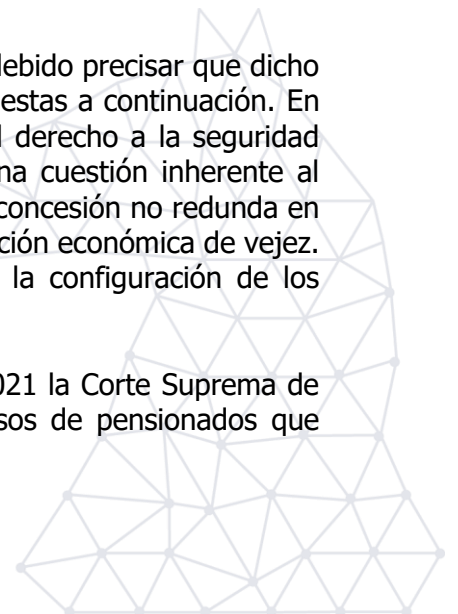 debido precisar que dicho
estas a continuación. En
derecho a la seguridad
na cuestión inherente al
concesión no redunda en
ción económica de vejez.
la configuración de los
021 la Corte Suprema de
sos de pensionados que